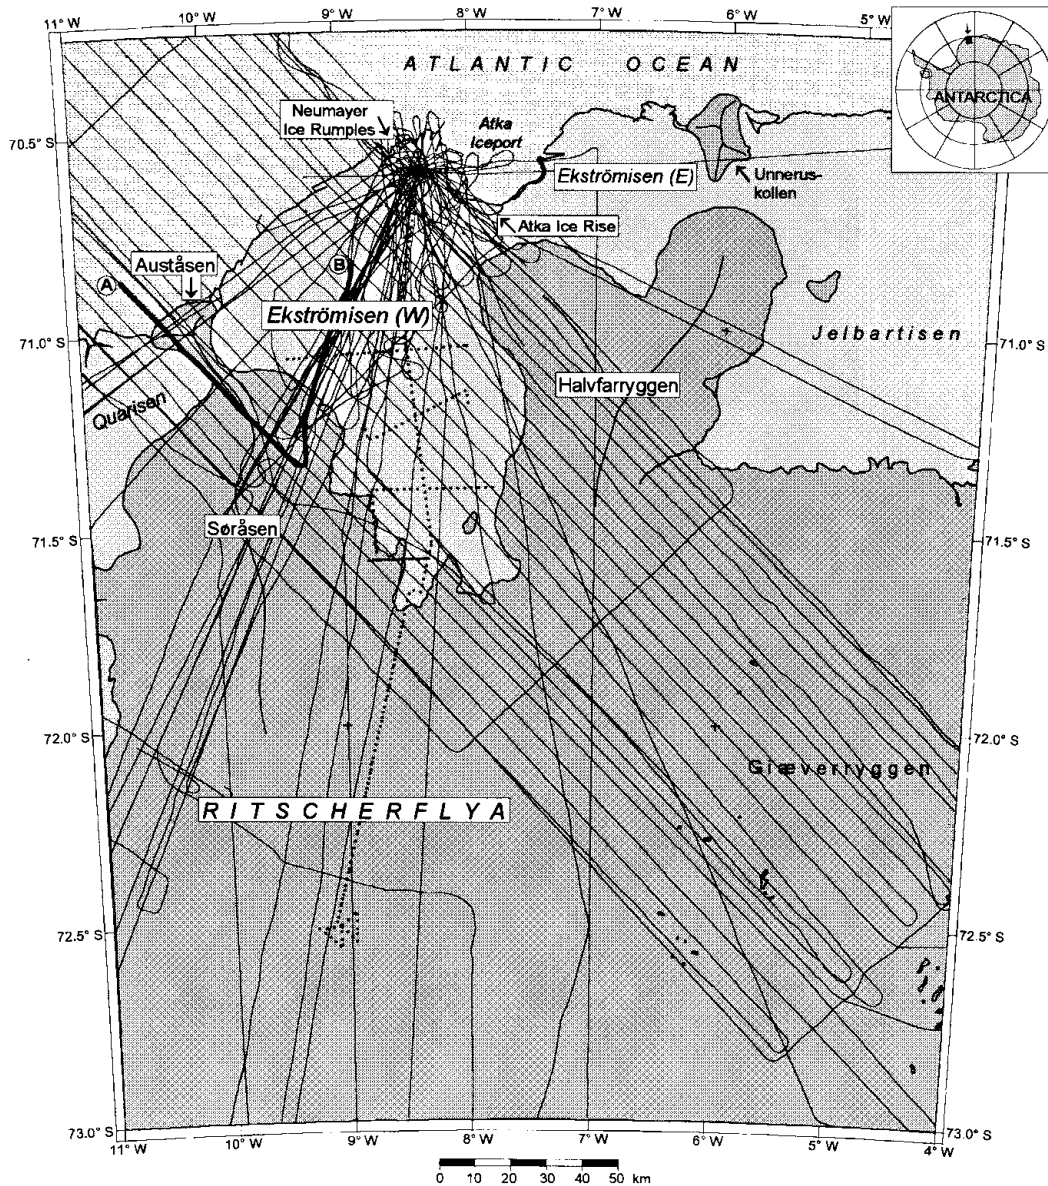 11° W
10° W
9° W
8° W
7° W
6° W
5° W
ATLANTIC OCEAN
ANTARCTICA
Neumayer
Ice Rumples
Atka
Iceport
70.5° S
Ekströmisen (E)
Unnerus-
kollen
Atka Ice Rise
Auståsen
B
A
Ekströmisen (W)
Jelbartisen
71.0° S
71.0° S
Halvfarryggen
Quarisen
Søråsen
71.5° S
71.5° S
72.0° S
72.0° S
Giæverryggen
RITSCHERFLYA
72.5° S
72.5° S
73.0° S
73.0° S
11° W
10° W
9° W
8° W
7° W
6° W
5° W
4° W
0 10 20 30 40 50 km